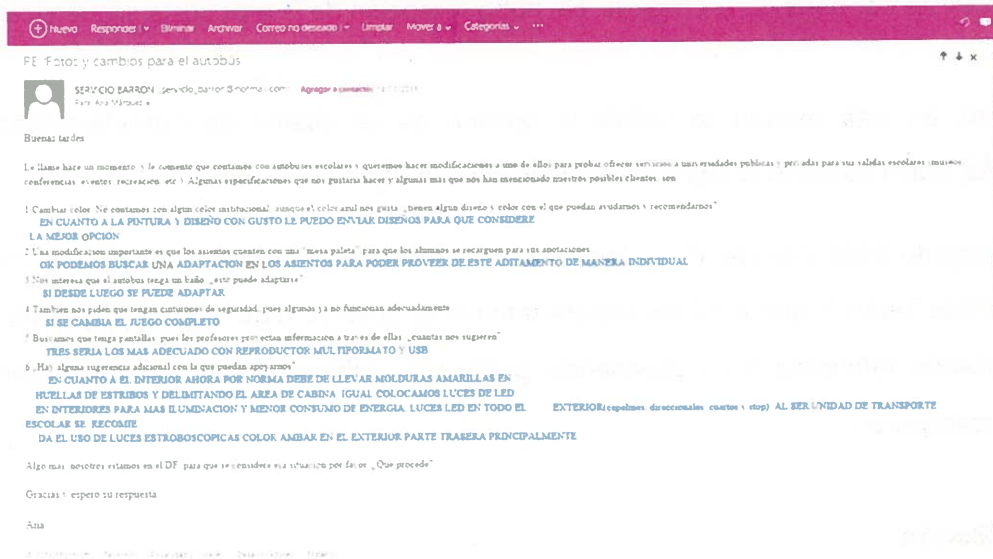 Nuevo Responder Eliminar Archivar Correo no deseado Limpiar Mover a Categorías ...
RE: Fotos y cambios para el autobús
SERVICIO BARRON Agregar a contactos
Para: Ana Márquez
Buenas tardes
Le llame hace un momento y le comente que contamos con autobuses escolares y queremos hacer modificaciones a uno de ellos para probar ofrecer servicios a universidades públicas y privadas para sus salidas escolares (museos
conferencias, eventos, recreación, etc.) Algunas especificaciones que nos gustaria hacer y algunas mas que nos han mencionado nuestros posibles clientes, son
1 Cambiar color. No contamos con algun color institucional, aunque el color azul nos gusta, ¿tienen algun diseño y color con el que puedan ayudarnos y recomendarnos?
EN CUANTO A LA PINTURA Y DISEÑO CON GUSTO LE PUEDO ENVIAR DISEÑOS PARA QUE CONSIDERE
LA MEJOR OPCION
2 Una modificacion importante es que los asientos cuenten con una "mesa paleta" para que los alumnos se recarguen para sus anotaciones
OK PODEMOS BUSCAR UNA ADAPTACION EN LOS ASIENTOS PARA PODER PROVEER DE ESTE ADITAMENTO DE MANERA INDIVIDUAL
3 Nos interesa que el autobus tenga un baño ¿este puede adaptarse?
SI DESDE LUEGO SE PUEDE ADAPTAR
4 Tambien nos piden que tengan cinturones de seguridad, pues algunos ya no funcionan adecuadamente
SI SE CAMBIA EL JUEGO COMPLETO
5 Buscamos que tenga pantallas, pues los profesores proyectan información a traves de ellas, ¿cuántas nos sugieren?
TRES SERIA LOS MAS ADECUADO CON REPRODUCTOR MULTIFORMATO Y USB
6 ¿Hay alguna sugerencia adicional con la que puedan apoyarnos?
EN CUANTO A EL INTERIOR AHORA POR NORMA DEBE DE LLEVAR MOLDURAS AMARILLAS EN
HUELLAS DE ESTRIBOS Y DELIMITANDO EL AREA DE CABINA IGUAL COLOCAMOS LUCES DE LED
EN INTERIORES PARA MAS ILUMINACION Y MENOR CONSUMO DE ENERGIA. LUCES LED EN TODO EL EXTERIOR( direccionales cuartos y stop) AL SER UNIDAD DE TRANSPORTE
ESCOLAR SE RECOMIE
DA EL USO DE LUCES ESTROBOSCOPICAS COLOR AMBAR EN EL EXTERIOR PARTE TRASERA PRINCIPALMENTE
Algo mas, nosotros estamos en el DF, para que se considere esa situación por favor ¿Que procede?
Gracias y espero su respuesta
Ana